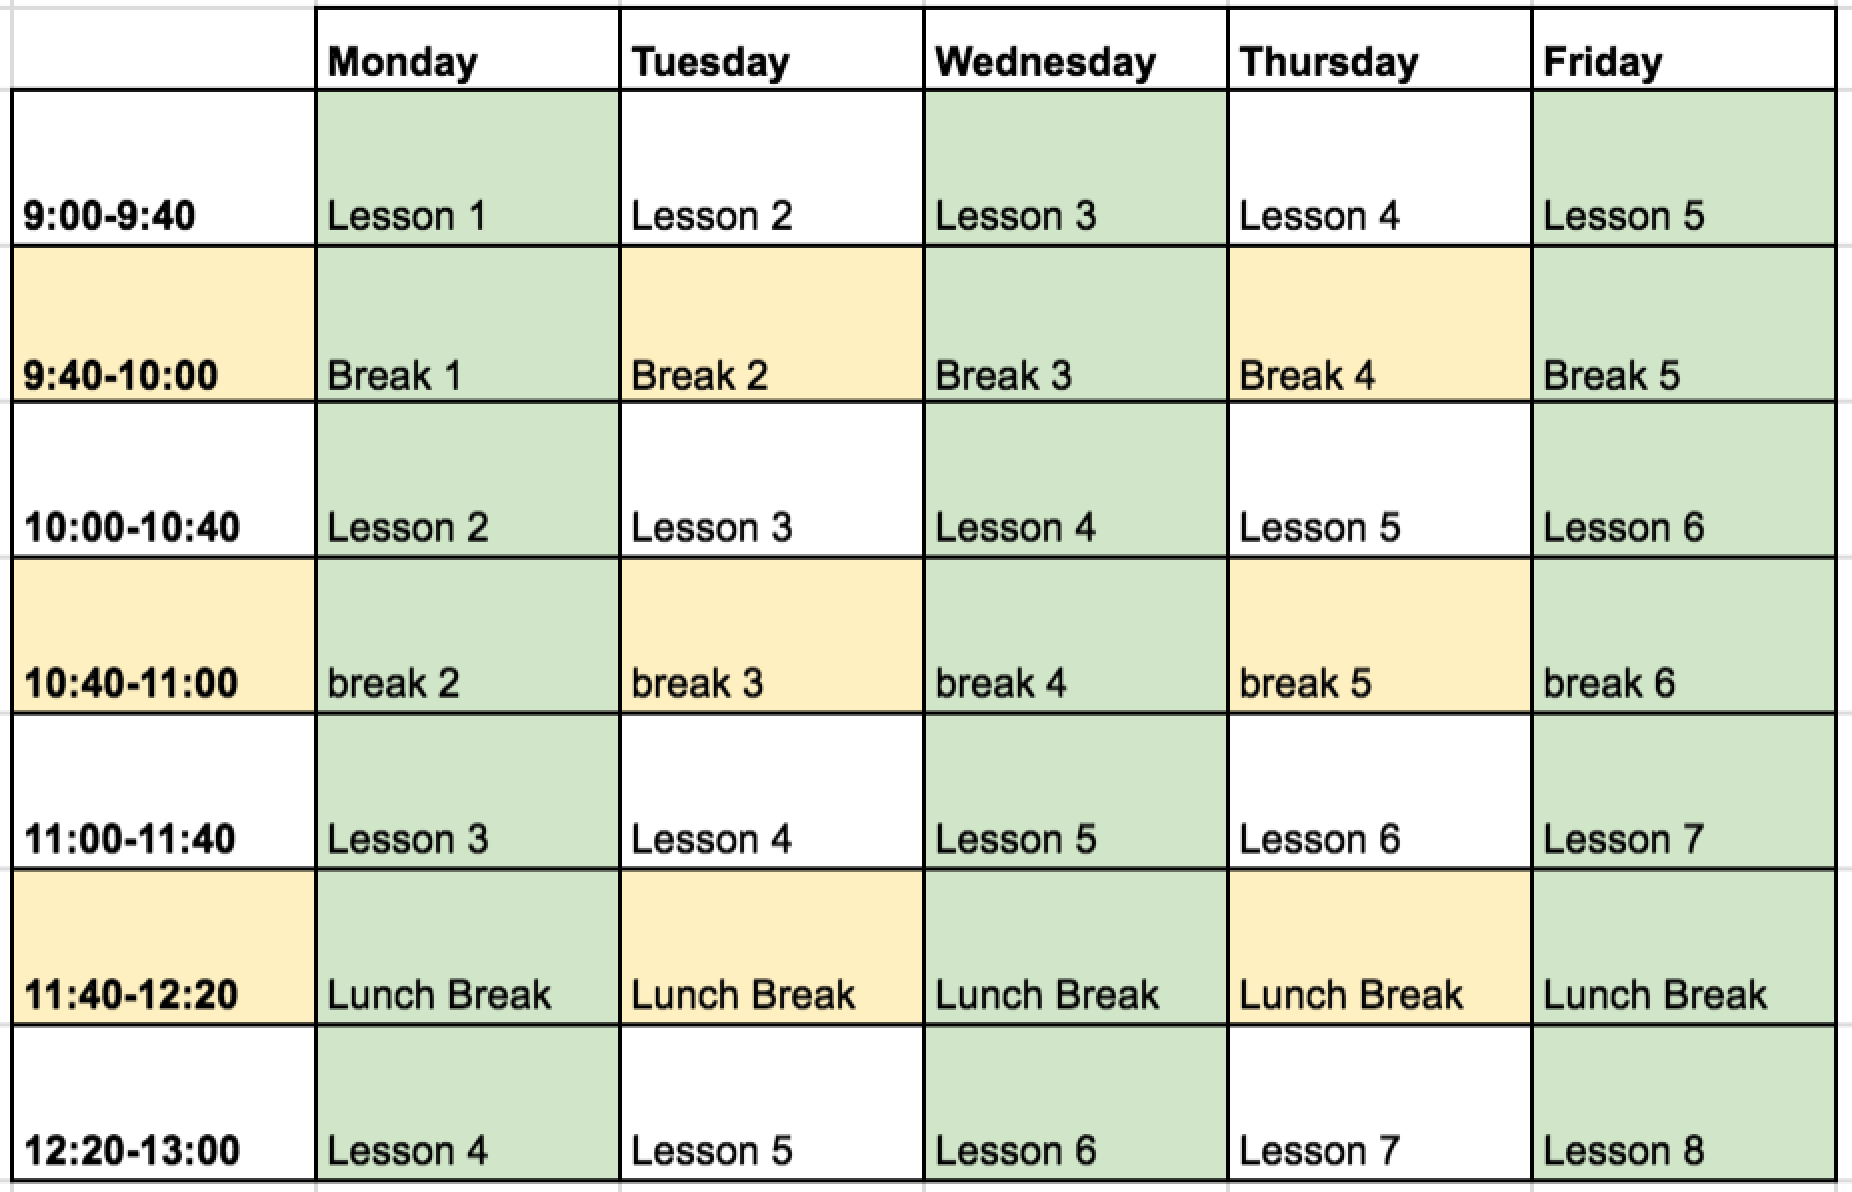 Monday Tuesday Wednesday Thursday Friday
9:00-9:40 Lesson 1 Lesson 2 Lesson 3 Lesson 4 Lesson 5
9:40-10:00 Break 1 Break 2 Break 3 Break 4 Break 5
10:00-10:40 Lesson 2 Lesson 3 Lesson 4 Lesson 5 Lesson 6
10:40-11:00 break 2 break 3 break 4 break 5 break 6
11:00-11:40 Lesson 3 Lesson 4 Lesson 5 Lesson 6 Lesson 7
11:40-12:20 Lunch Break Lunch Break Lunch Break Lunch Break Lunch Break
12:20-13:00 Lesson 4 Lesson 5 Lesson 6 Lesson 7 Lesson 8